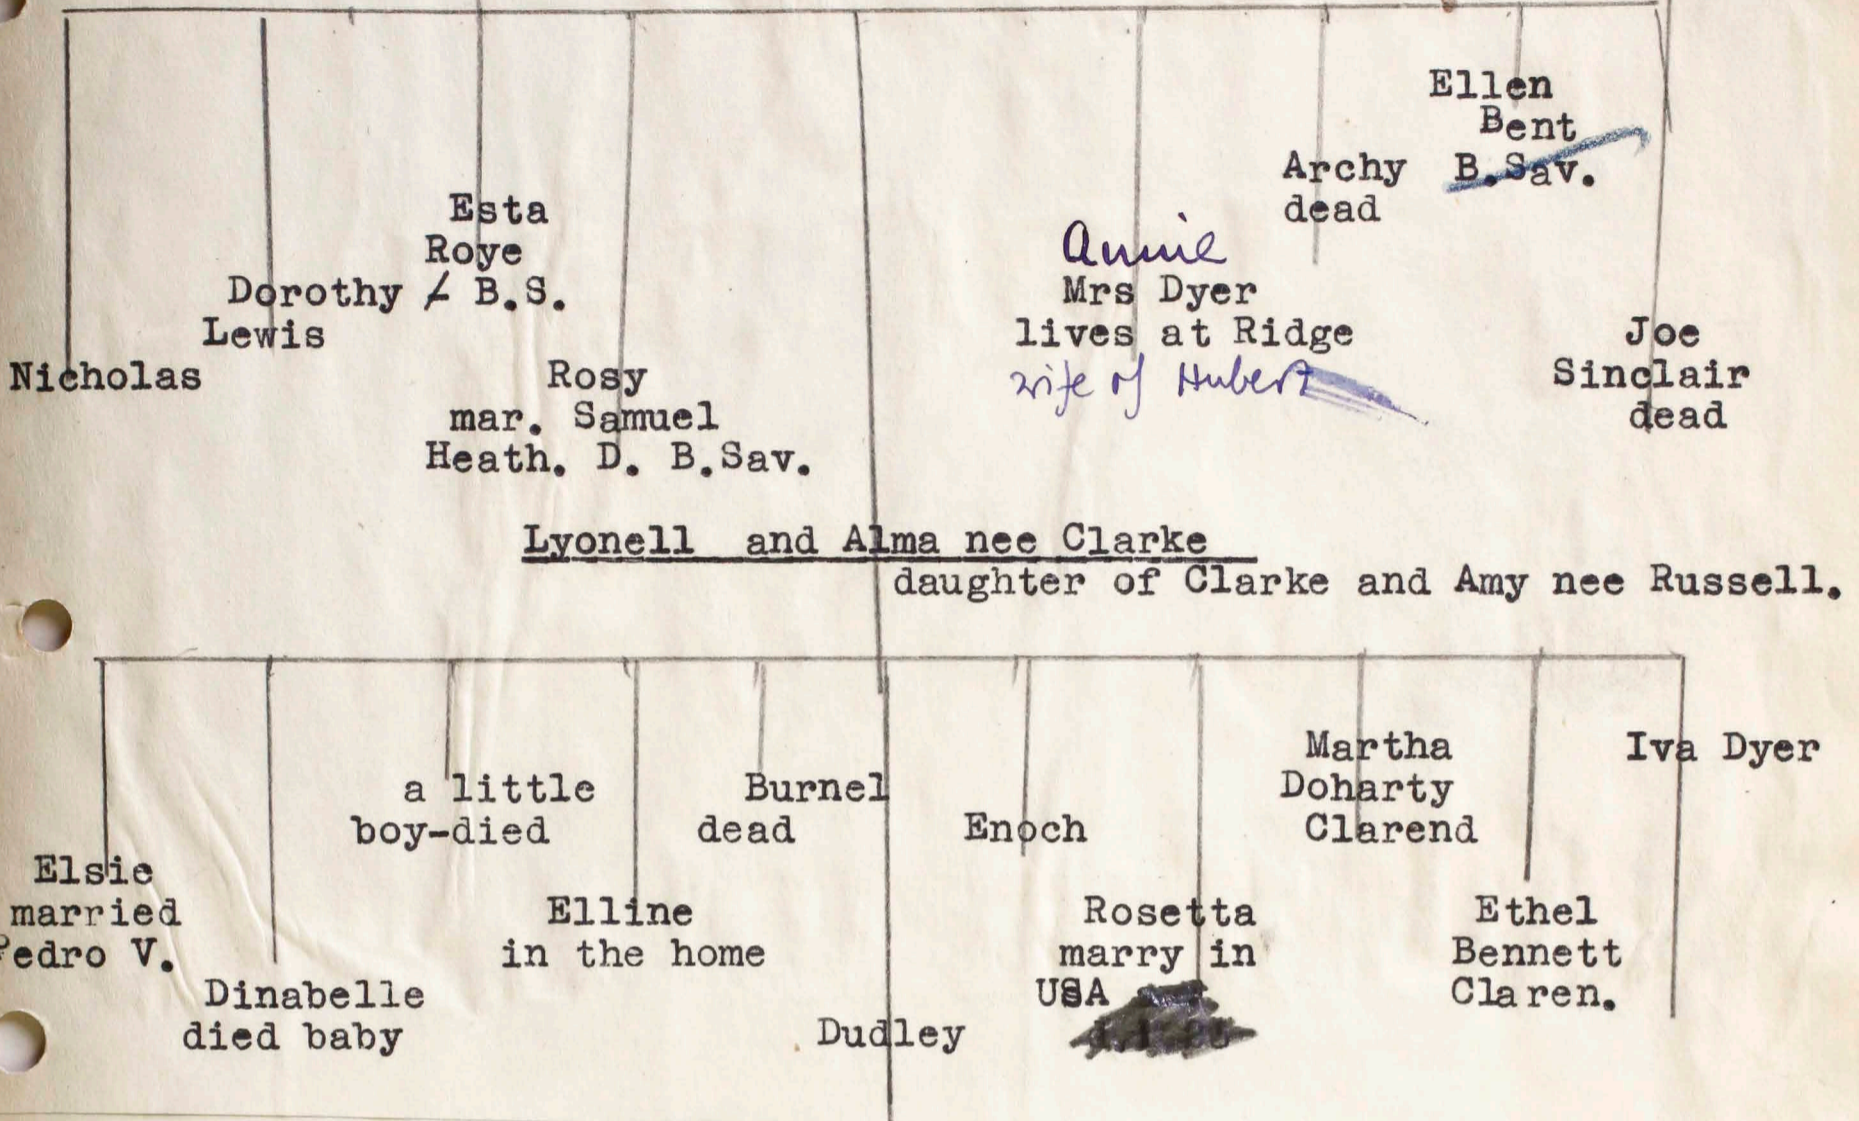 Ellen
Bent
B.Sav.
Archy
dead
Esta
Roye
B.S.
Dorothy
Lewis
Nicholas
Rosy
mar. Samuel
Heath. D. B.Sav.
Annie
Mrs Dyer
lives at Ridge
wife of Hubert
Joe
Sinclair
dead
Lyonell and Alma nee Clarke
daughter of Clarke and Amy nee Russell.
Elsie
married
Pedro V.
Dinabelle
died baby
a little
boy-died
Elline
in the home
Burnel
dead
Dudley
Enoch
Rosetta
marry in
USA
Martha
Doharty
Clarend
Ethel
Bennett
Claren.
Iva Dyer